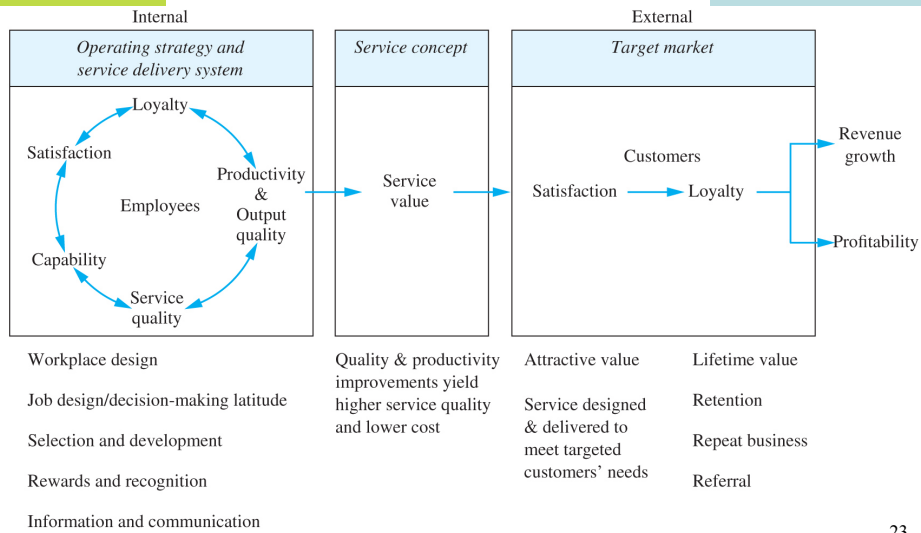 Internal
External
Operating strategy and
service delivery system
Service concept
Target market
Loyalty
Satisfaction
Employees
Productivity
&
Output
quality
Capability
Service
quality
Service
value
Customers
Satisfaction
Loyalty
Revenue
growth
Profitability
Workplace design
Job design/decision-making latitude
Selection and development
Rewards and recognition
Information and communication
Quality & productivity
improvements yield
higher service quality
and lower cost
Attractive value
Service designed
& delivered to
meet targeted
customers’ needs
Lifetime value
Retention
Repeat business
Referral
23